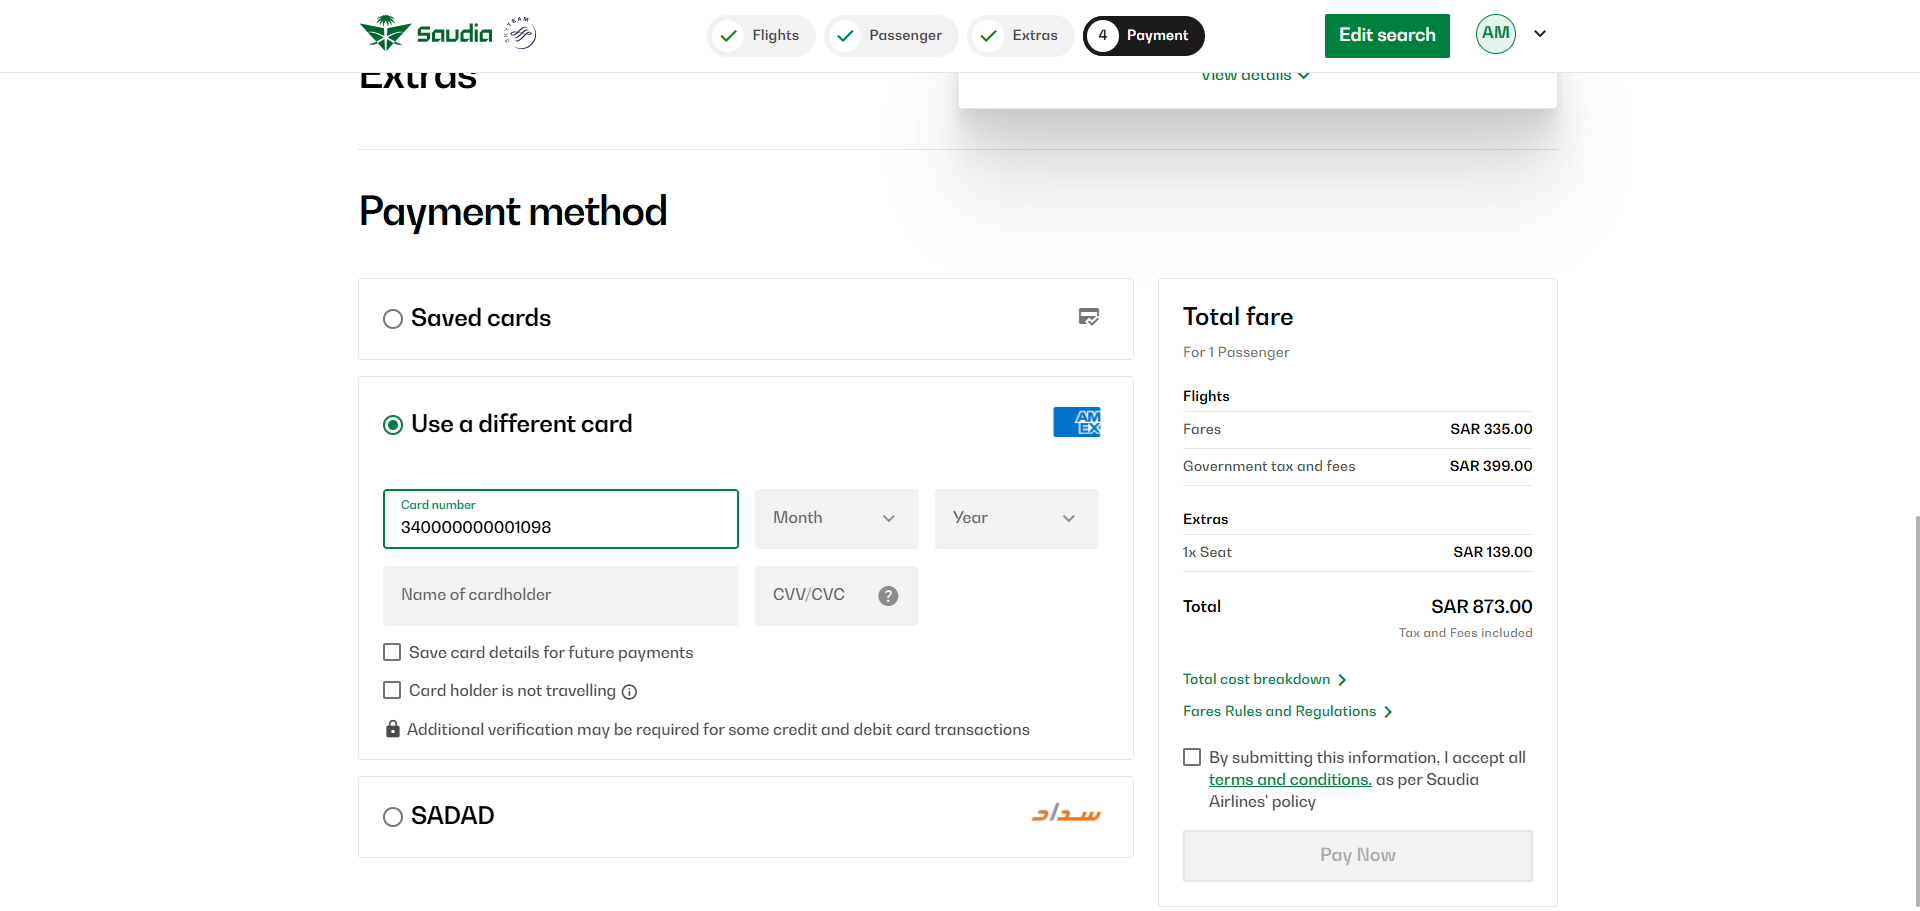 Saudia
SKYTEAM
Flights
Passenger
Extras
4 Payment
Edit search
AM
Extras
View details
Payment method
Saved cards
Use a different card
AM
EX
Card number
340000000001098
Month
Year
Name of cardholder
CVV/CVC
?
Save card details for future payments
Card holder is not travelling
Additional verification may be required for some credit and debit card transactions
SADAD
سداد
Total fare
For 1 Passenger
Flights
Fares SAR 335.00
Government tax and fees SAR 399.00
Extras
1x Seat SAR 139.00
Total SAR 873.00
Tax and Fees included
Total cost breakdown
Fares Rules and Regulations
By submitting this information, I accept all
terms and conditions. as per Saudia
Airlines' policy
Pay Now